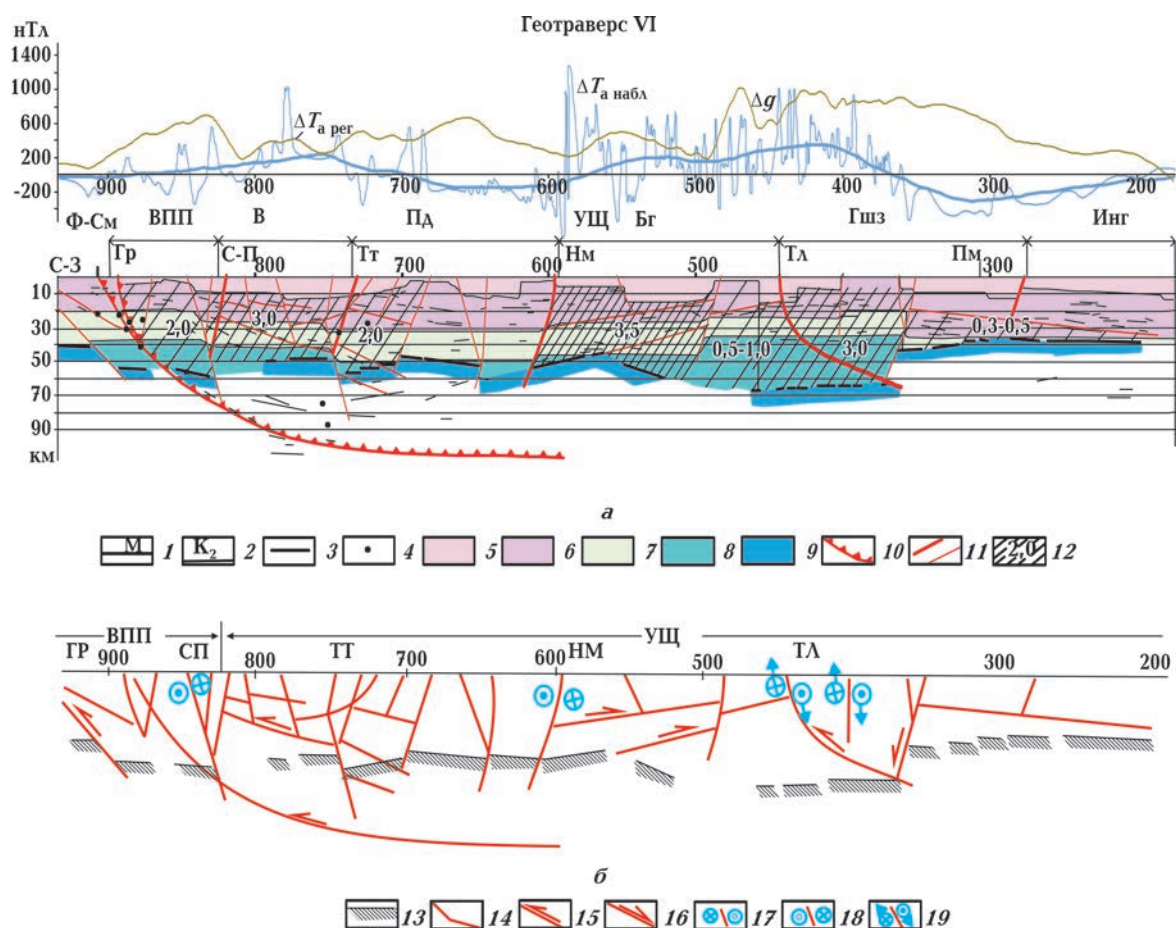 Геотраверс VI
нТл
1400
1000
600
200
-200
ΔTа рег
ΔTа набл
Δg
900 800 700 600 500 400 300 200
Ф-См ВПП В Пд УЩ Бг Гшз Инг
Гр С-П Тт Нм Тл Пм
С-З 800 700 600 500 300
10
30
50
70
90
км
2,0 3,0 2,0 3,5 0,5-1,0 3,0 0,3-0,5
а
М 1 К2 2 3 4 5 6 7 8 9 10 11 2,0 12
ВПП УЩ
ГР СП ТТ НМ ТЛ
900 800 700 600 500 300 200
б
13 14 15 16 17 18 19